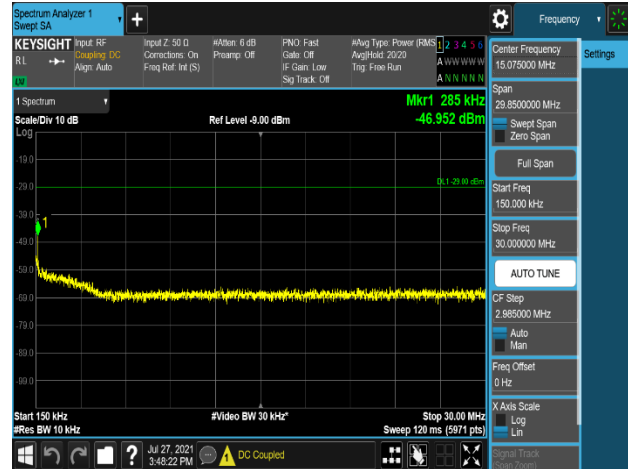 Spectrum Analyzer 1
Swept SA
Frequency
KEYSIGHT
Input: RF
Coupling: DC
Align: Auto
Input Z: 50 Ω
Corrections: On
Freq Ref: Int (S)
#Atten: 6 dB
Preamp: Off
PNO: Fast
Gate: Off
IF Gain: Low
Sig Track: Off
#Avg Type: Power (RMS
Avg|Hold: 20/20
Trig: Free Run
1 2 3 4 5 6
A W W W W W
A N N N N N
R L
LXI
1 Spectrum
Scale/Div 10 dB
Log
Ref Level -9.00 dBm
Mkr1 285 kHz
-46.952 dBm
DL1 -29.00 dBm
1
-19.0
-29.0
-39.0
-49.0
-59.0
-69.0
-79.0
-89.0
-99.0
Start 150 kHz
#Res BW 10 kHz
#Video BW 30 kHz*
Stop 30.00 MHz
Sweep 120 ms (5971 pts)
Center Frequency
15.075000 MHz
Settings
Span
29.8500000 MHz
Swept Span
Zero Span
Full Span
Start Freq
150.000 kHz
Stop Freq
30.000000 MHz
AUTO TUNE
CF Step
2.985000 MHz
Auto
Man
Freq Offset
0 Hz
X Axis Scale
Log
Lin
Signal Track
(Span Zoom)
?
Jul 27, 2021
3:48:22 PM
DC Coupled